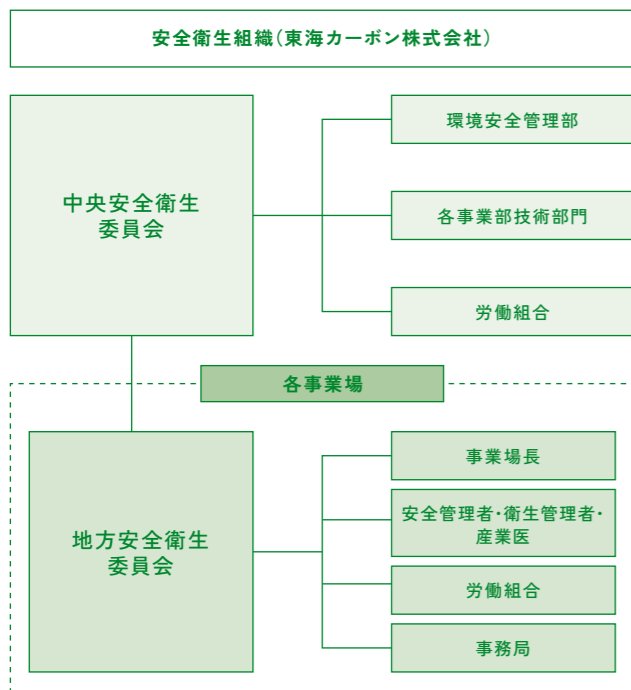 安全衛生組織(東海カーボン株式会社)
中央安全衛生
委員会
環境安全管理部
各事業部技術部門
労働組合
各事業場
地方安全衛生
委員会
事業場長
安全管理者・衛生管理者・
産業医
労働組合
事務局